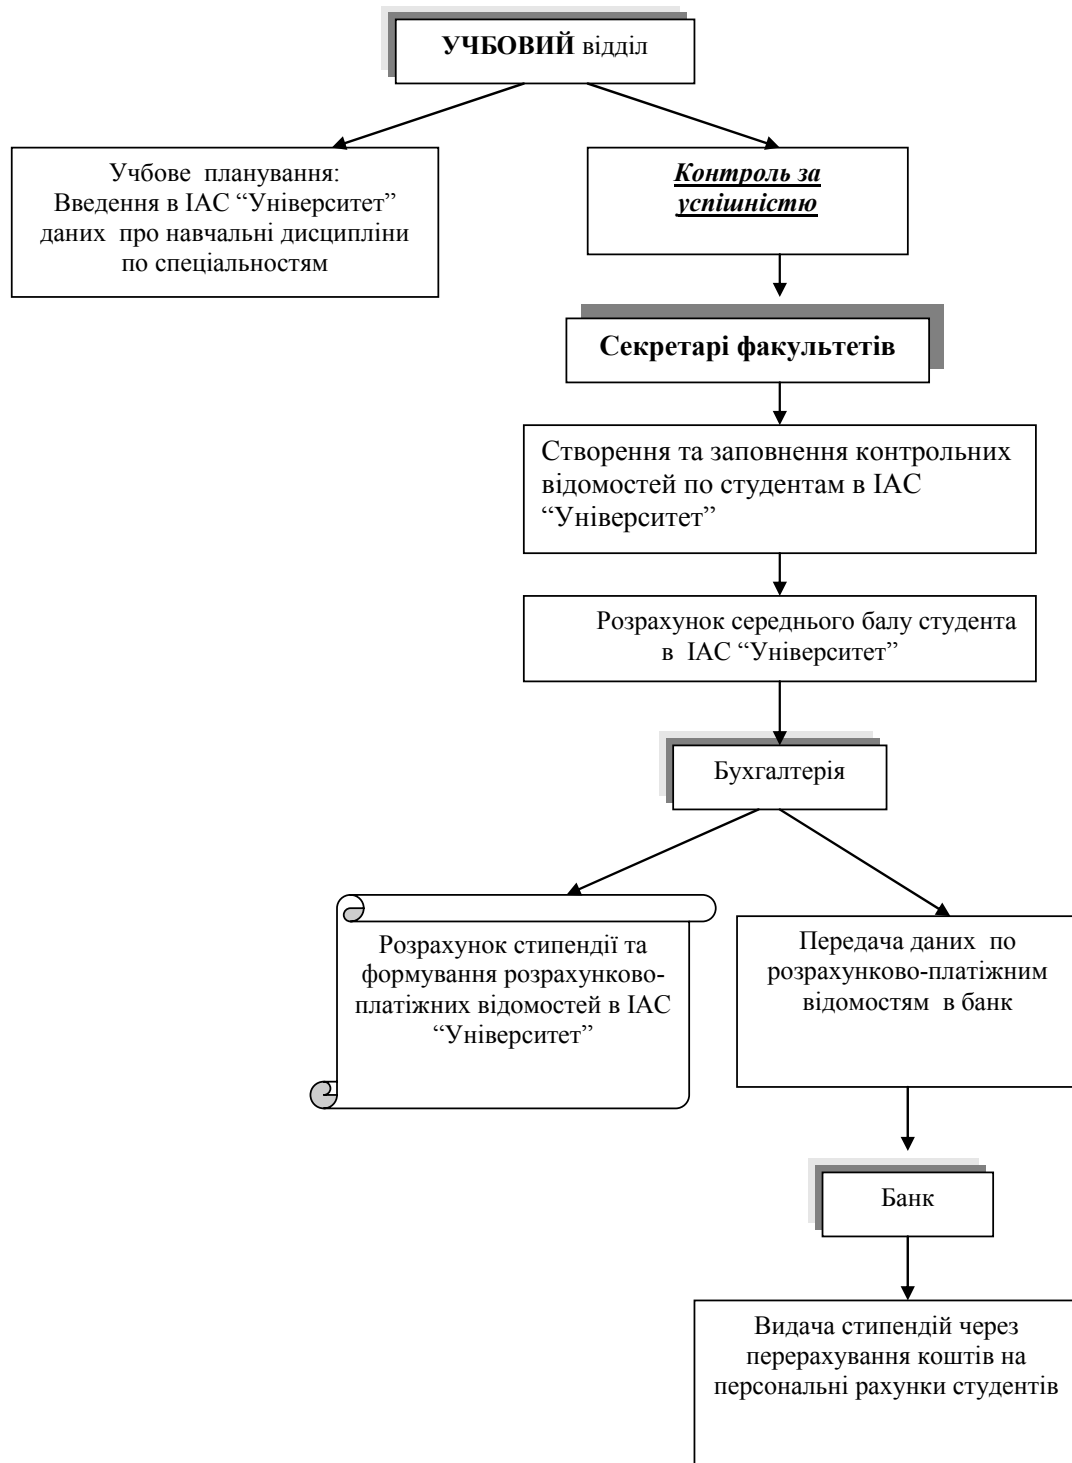 УЧБОВИЙ відділ
Учбове планування:
Введення в ІАС “Університет”
даних про навчальні дисципліни
по спеціальностям
Контроль за
успішністю
Секретарі факультетів
Створення та заповнення контрольних
відомостей по студентам в ІАС
“Університет”
Розрахунок середнього балу студента
в ІАС “Університет”
Бухгалтерія
Розрахунок стипендії та
формування розрахунково-
платіжних відомостей в ІАС
“Університет”
Передача даних по
розрахунково-платіжним
відомостям в банк
Банк
Видача стипендій через
перерахування коштів на
персональні рахунки студентів